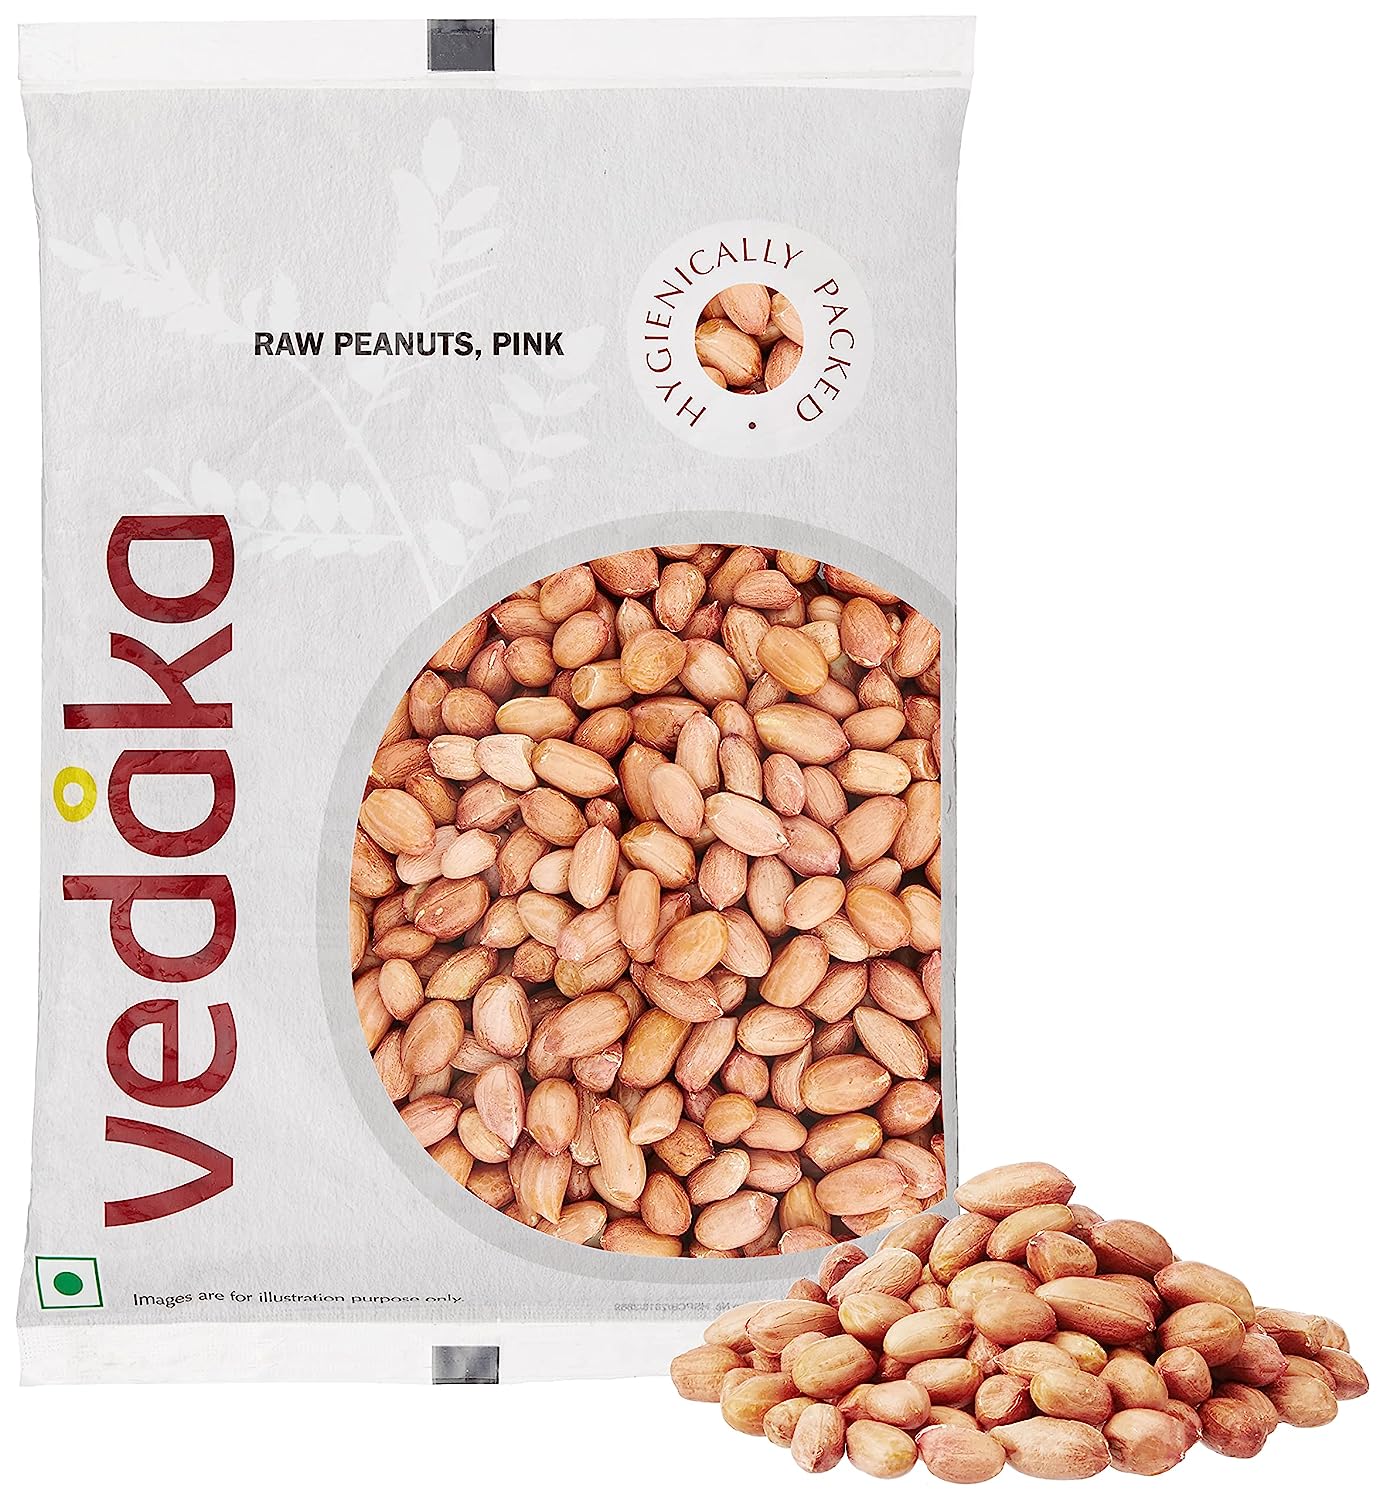 RAW PEANUTS, PINK
HYGIENICALLY PACKED •
vedaka
Images are for illustration purpose only.